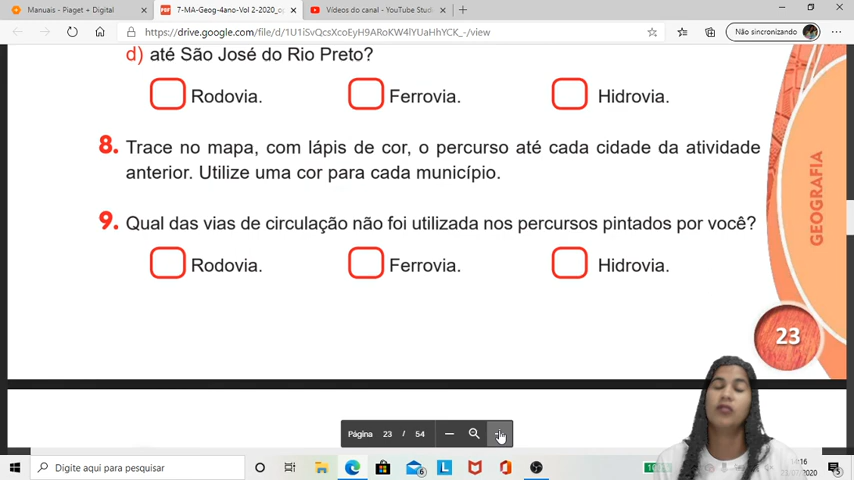 Manuais - Piaget + Digital
7-MA-Geog-4ano-Vol 2-2020_
Vídeos do canal - YouTube Stud
https://drive.google.com/file/d/1U1iSvQcsXcoEyH9ARoKW4lYUaHhYCK_-/view
Não sincronizando
d) até São José do Rio Preto?
Rodovia. Ferrovia. Hidrovia.
8. Trace no mapa, com lápis de cor, o percurso até cada cidade da atividade
anterior. Utilize uma cor para cada município.
9. Qual das vias de circulação não foi utilizada nos percursos pintados por você?
Rodovia. Ferrovia. Hidrovia.
GEOGRAFIA
23
Página 23 / 54
Digite aqui para pesquisar